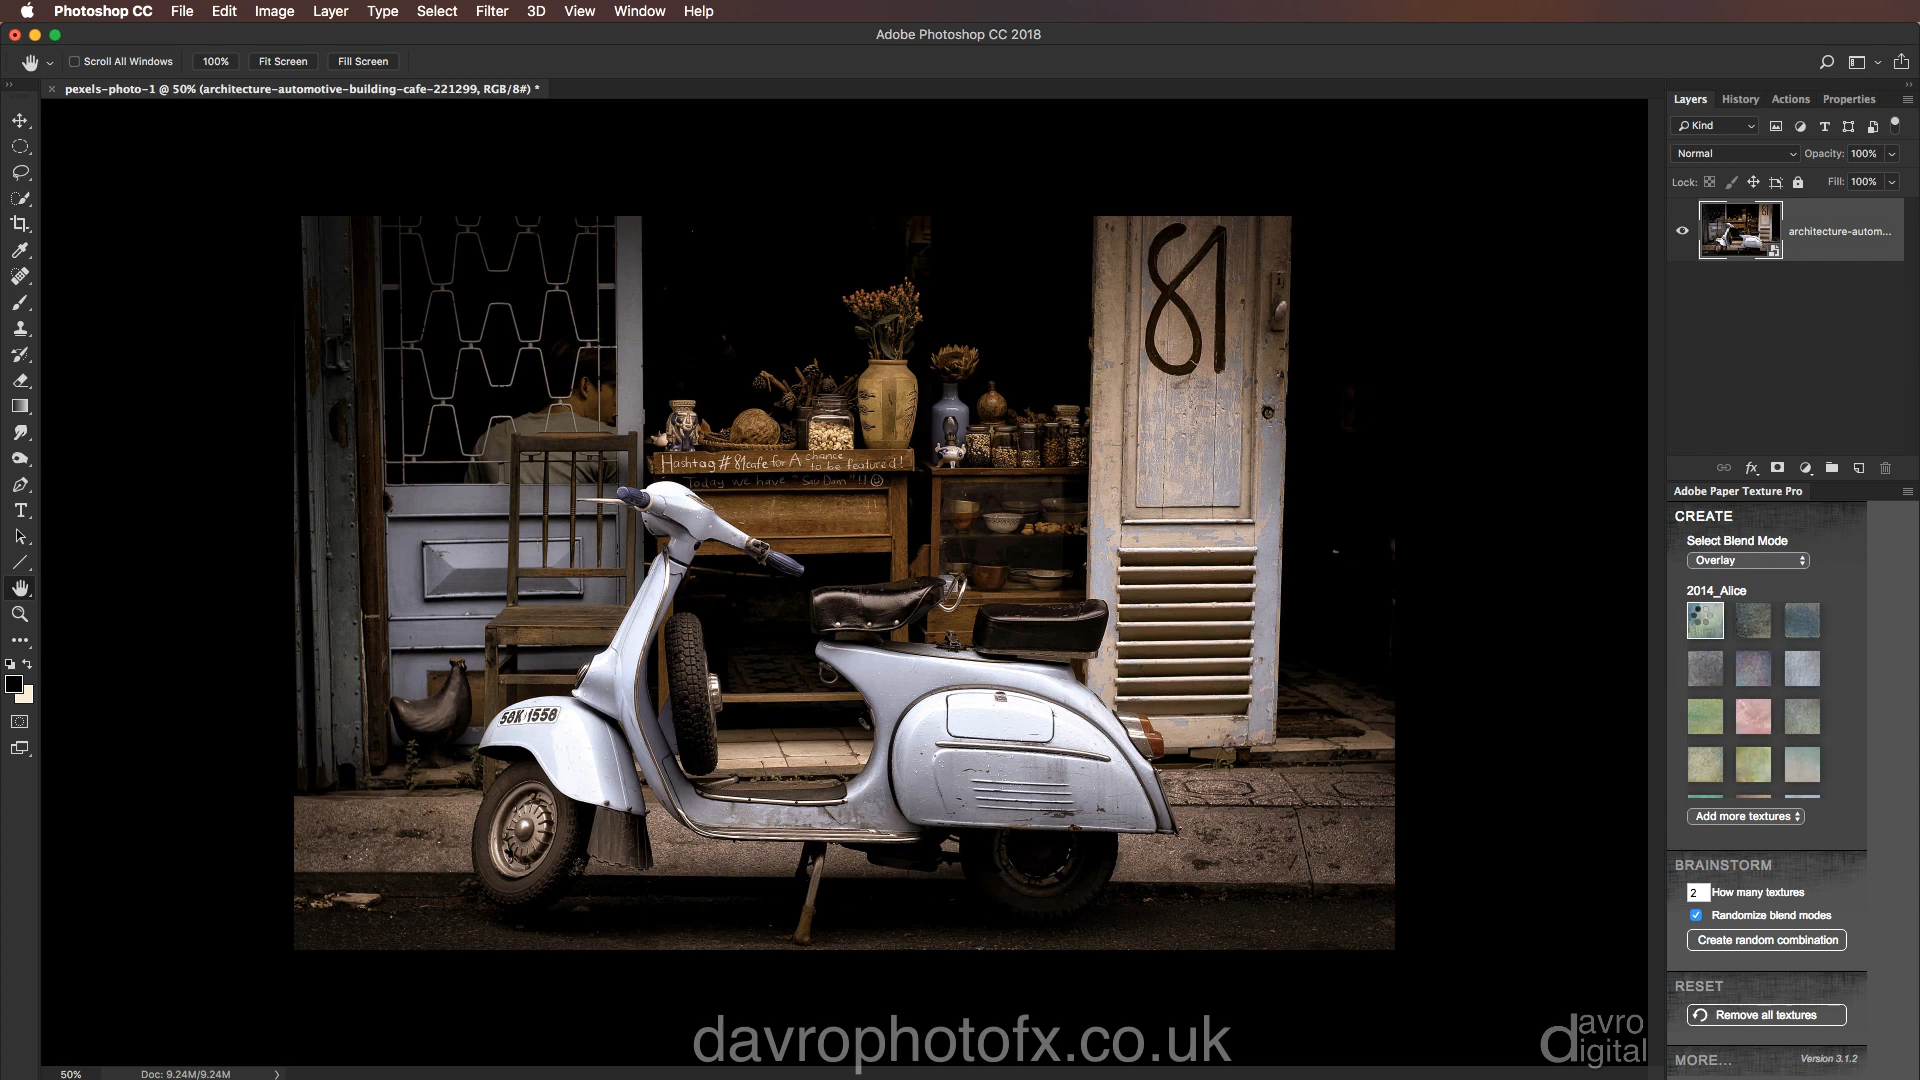 Photoshop CC File Edit Image Layer Type Select Filter 3D View Window Help
Adobe Photoshop CC 2018
Scroll All Windows 100% Fit Screen Fill Screen
pexels-photo-1 @ 50% (architecture-automotive-building-cafe-221299, RGB/8#) *
Layers History Actions Properties
Kind
Normal Opacity: 100%
Lock: Fill: 100%
architecture-autom...
81
Hashtag # 81cafe for A chance
to be featured!
Today we have "Sau Dam"!!
58K 1558
Adobe Paper Texture Pro
CREATE
Select Blend Mode
Overlay
2014_Alice
Add more textures
BRAINSTORM
2 How many textures
Randomize blend modes
Create random combination
RESET
Remove all textures
MORE... Version 3.1.2
davrophotofx.co.uk
davro
digital
50% Doc: 9.24M/9.24M